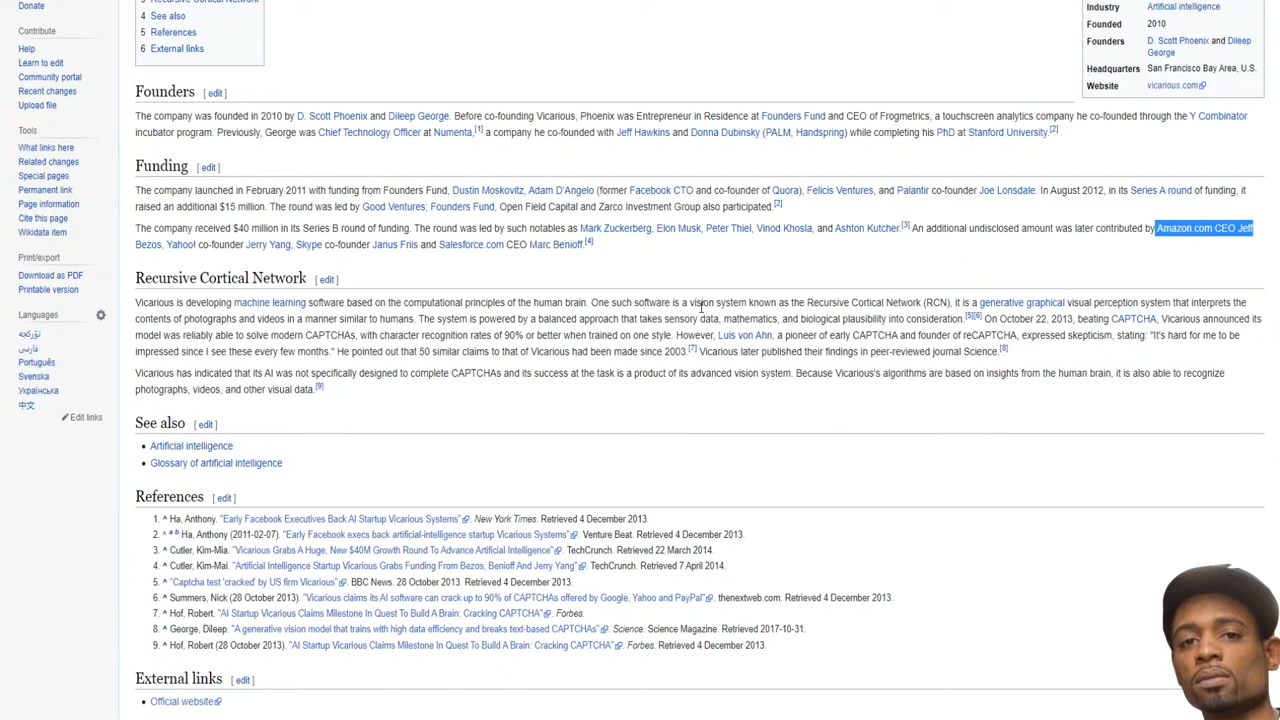 Donate
Contribute
Help
Learn to edit
Community portal
Recent changes
Upload file
Tools
What links here
Related changes
Special pages
Permanent link
Page information
Cite this page
Wikidata item
Print/export
Download as PDF
Printable version
Languages
تۆرکجه
فارسی
Português
Svenska
Українська
中文
Edit links
3 Recursive Cortical Network
4 See also
5 References
6 External links
Industry Artificial intelligence
Founded 2010
Founders D. Scott Phoenix and Dileep
George
Headquarters San Francisco Bay Area, U.S.
Website vicarious.com
Founders [ edit ]
The company was founded in 2010 by D. Scott Phoenix and Dileep George. Before co-founding Vicarious, Phoenix was Entrepreneur in Residence at Founders Fund and CEO of Frogmetrics, a touchscreen analytics company he co-founded through the Y Combinator
incubator program. Previously, George was Chief Technology Officer at Numenta,[1] a company he co-founded with Jeff Hawkins and Donna Dubinsky (PALM, Handspring) while completing his PhD at Stanford University.[2]
Funding [ edit ]
The company launched in February 2011 with funding from Founders Fund, Dustin Moskovitz, Adam D'Angelo (former Facebook CTO and co-founder of Quora), Felicis Ventures, and Palantir co-founder Joe Lonsdale. In August 2012, in its Series A round of funding, it
raised an additional $15 million. The round was led by Good Ventures; Founders Fund, Open Field Capital and Zarco Investment Group also participated.[2]
The company received $40 million in its Series B round of funding. The round was led by such notables as Mark Zuckerberg, Elon Musk, Peter Thiel, Vinod Khosla, and Ashton Kutcher.[3] An additional undisclosed amount was later contributed by Amazon.com CEO Jeff
Bezos, Yahoo! co-founder Jerry Yang, Skype co-founder Janus Friis and Salesforce.com CEO Marc Benioff.[4]
Recursive Cortical Network [ edit ]
Vicarious is developing machine learning software based on the computational principles of the human brain. One such software is a vision system known as the Recursive Cortical Network (RCN), it is a generative graphical visual perception system that interprets the
contents of photographs and videos in a manner similar to humans. The system is powered by a balanced approach that takes sensory data, mathematics, and biological plausibility into consideration.[5][6] On October 22, 2013, beating CAPTCHA, Vicarious announced its
model was reliably able to solve modern CAPTCHAs, with character recognition rates of 90% or better when trained on one style. However, Luis von Ahn, a pioneer of early CAPTCHA and founder of reCAPTCHA, expressed skepticism, stating: "It's hard for me to be
impressed since I see these every few months." He pointed out that 50 similar claims to that of Vicarious had been made since 2003.[7] Vicarious later published their findings in peer-reviewed journal Science.[8]
Vicarious has indicated that its AI was not specifically designed to complete CAPTCHAs and its success at the task is a product of its advanced vision system. Because Vicarious's algorithms are based on insights from the human brain, it is also able to recognize
photographs, videos, and other visual data.[9]
See also [ edit ]
• Artificial intelligence
• Glossary of artificial intelligence
References [ edit ]
1. ^ Ha, Anthony. "Early Facebook Executives Back AI Startup Vicarious Systems". New York Times. Retrieved 4 December 2013.
2. ^ a b Ha, Anthony (2011-02-07). "Early Facebook execs back artificial-intelligence startup Vicarious Systems". Venture Beat. Retrieved 4 December 2013.
3. ^ Cutler, Kim-Mia. "Vicarious Grabs A Huge, New $40M Growth Round To Advance Artificial Intelligence". TechCrunch. Retrieved 22 March 2014.
4. ^ Cutler, Kim-Mai. "Artificial Intelligence Startup Vicarious Grabs Funding From Bezos, Benioff And Jerry Yang". TechCrunch. Retrieved 7 April 2014.
5. ^ "Captcha test 'cracked' by US firm Vicarious". BBC News. 28 October 2013. Retrieved 4 December 2013.
6. ^ Summers, Nick (28 October 2013). "Vicarious claims its AI software can crack up to 90% of CAPTCHAs offered by Google, Yahoo and PayPal". thenextweb.com. Retrieved 4 December 2013.
7. ^ Hof, Robert. "AI Startup Vicarious Claims Milestone In Quest To Build A Brain: Cracking CAPTCHA". Forbes.
8. ^ George, Dileep. "A generative vision model that trains with high data efficiency and breaks text-based CAPTCHAs". Science. Science Magazine. Retrieved 2017-10-31.
9. ^ Hof, Robert (28 October 2013). "AI Startup Vicarious Claims Milestone In Quest To Build A Brain: Cracking CAPTCHA". Forbes. Retrieved 4 December 2013.
External links [ edit ]
• Official website